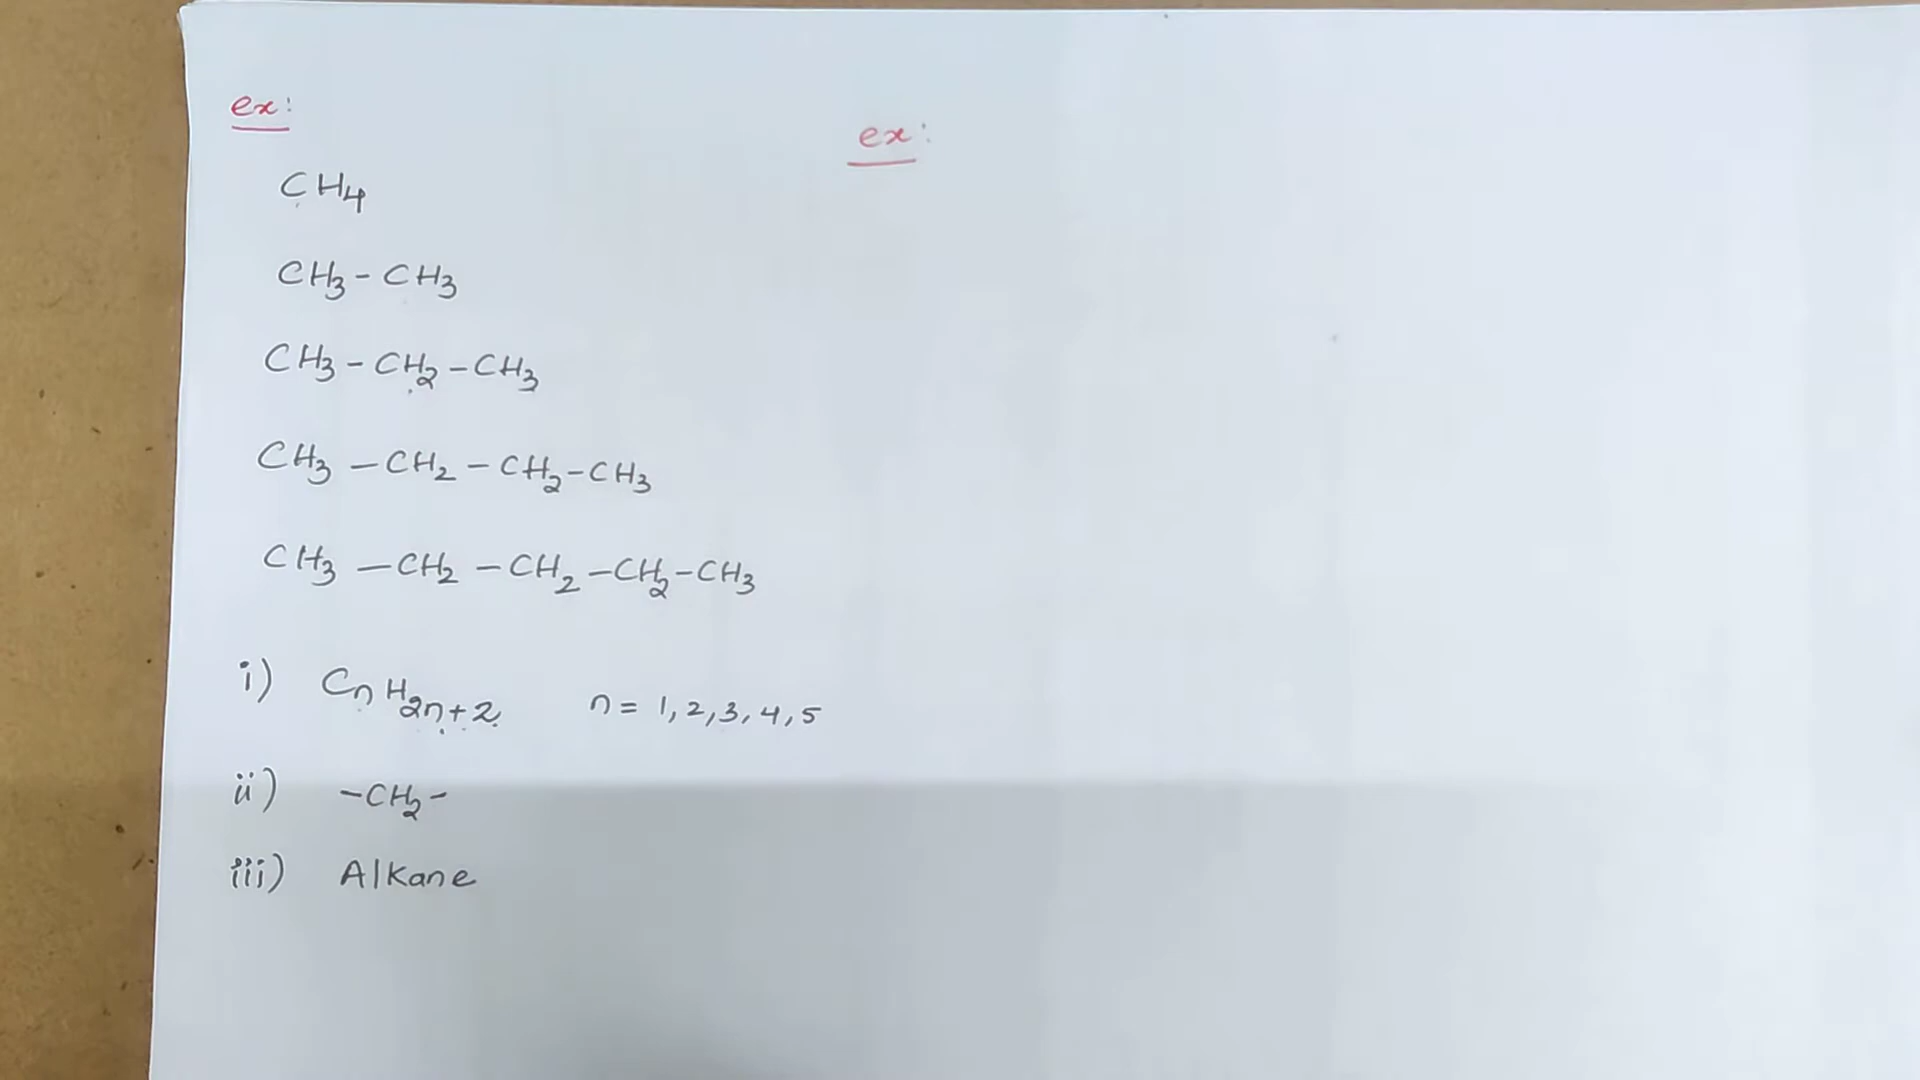 ex:
ex:
CH4
CH3 - CH3
CH3 - CH2 - CH3
CH3 - CH2 - CH2 - CH3
CH3 - CH2 - CH2 - CH2 - CH3
i) CnH2n+2 n = 1, 2, 3, 4, 5
ii) -CH2-
iii) Alkane